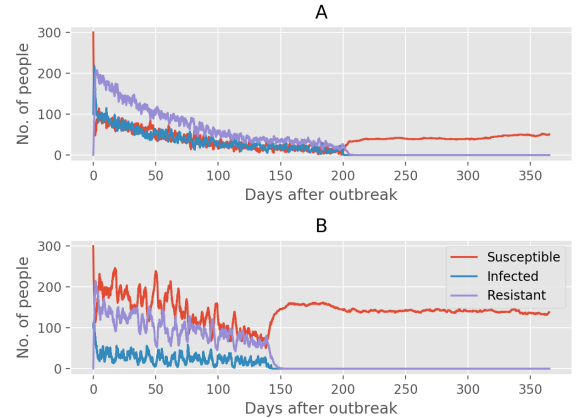 A
No. of people
300
200
100
0
0 50 100 150 200 250 300 350
Days after outbreak
B
No. of people
300
200
100
0
Susceptible
Infected
Resistant
0 50 100 150 200 250 300 350
Days after outbreak